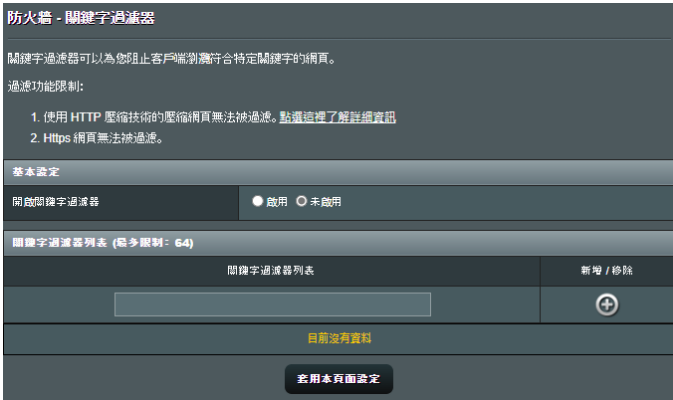 防火牆 - 關鍵字過濾器
關鍵字過濾器可以為您阻止客戶端瀏覽符合特定關鍵字的網頁。
過濾功能限制:
1. 使用 HTTP 壓縮技術的壓縮網頁無法被過濾。點選這裡了解詳細資訊
2. Https 網頁無法被過濾。
基本設定
開啟關鍵字過濾器 啟用 未啟用
關鍵字過濾器列表 (最多限制: 64)
關鍵字過濾器列表 新增 / 移除
目前沒有資料
套用本頁面設定